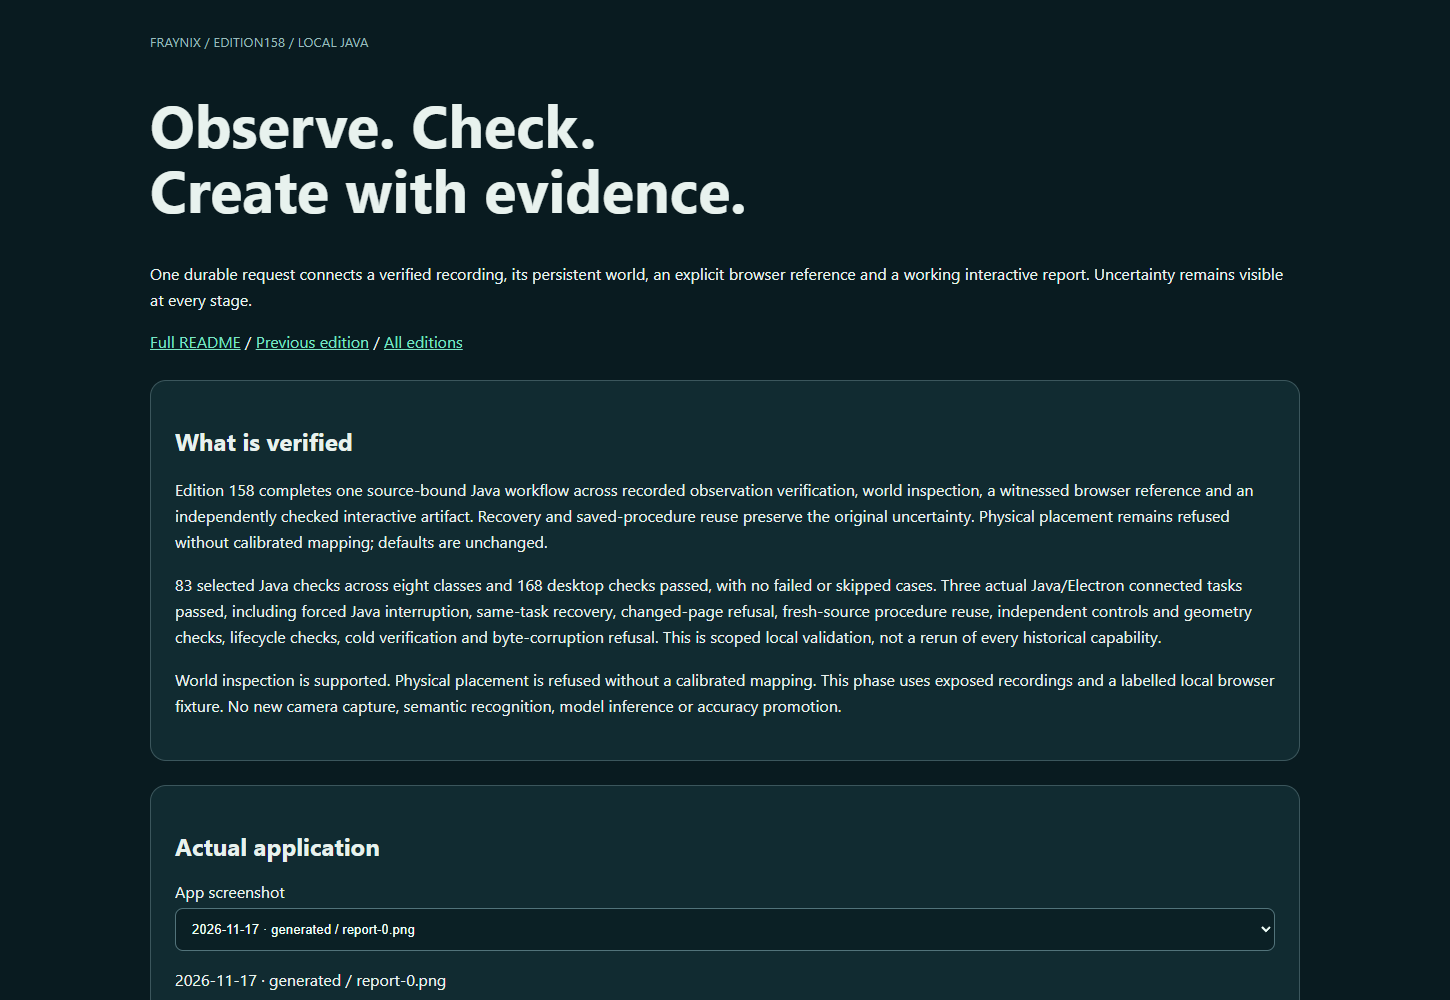 FRAYNIX / EDITION158 / LOCAL JAVA
Observe. Check.
Create with evidence.
One durable request connects a verified recording, its persistent world, an explicit browser reference and a working interactive report. Uncertainty remains visible
at every stage.
Full README / Previous edition / All editions
What is verified
Edition 158 completes one source-bound Java workflow across recorded observation verification, world inspection, a witnessed browser reference and an
independently checked interactive artifact. Recovery and saved-procedure reuse preserve the original uncertainty. Physical placement remains refused
without calibrated mapping; defaults are unchanged.
83 selected Java checks across eight classes and 168 desktop checks passed, with no failed or skipped cases. Three actual Java/Electron connected tasks
passed, including forced Java interruption, same-task recovery, changed-page refusal, fresh-source procedure reuse, independent controls and geometry
checks, lifecycle checks, cold verification and byte-corruption refusal. This is scoped local validation, not a rerun of every historical capability.
World inspection is supported. Physical placement is refused without a calibrated mapping. This phase uses exposed recordings and a labelled local browser
fixture. No new camera capture, semantic recognition, model inference or accuracy promotion.
Actual application
App screenshot
2026-11-17 · generated / report-0.png
2026-11-17 · generated / report-0.png